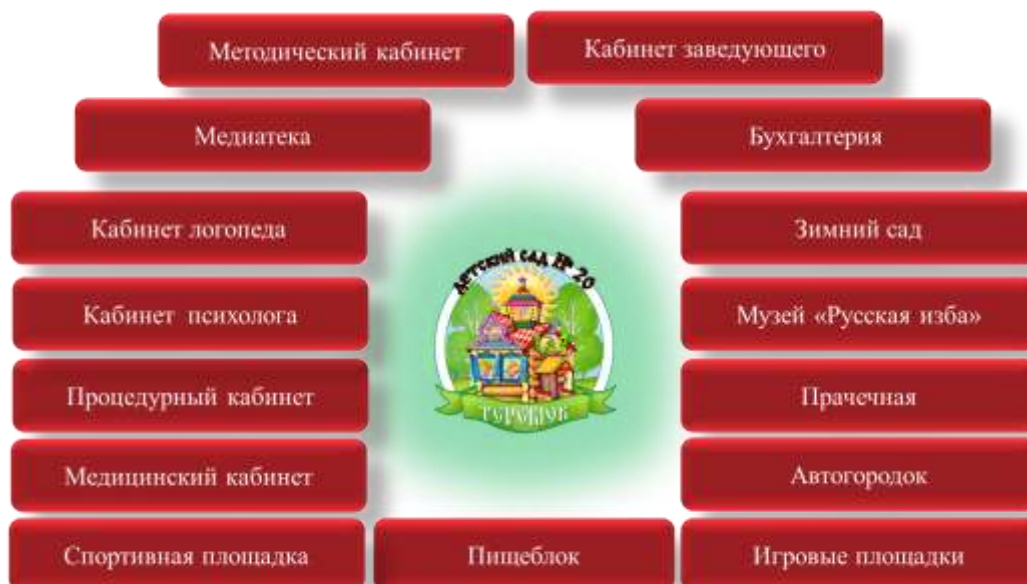 Методический кабинет
Кабинет заведующего
Медиатека
Бухгалтерия
Кабинет логопеда
Зимний сад
Детский сад № 20
Кабинет психолога
Музей «Русская изба»
Процедурный кабинет
Прачечная
Теремок
Медицинский кабинет
Автогородок
Спортивная площадка
Пищеблок
Игровые площадки